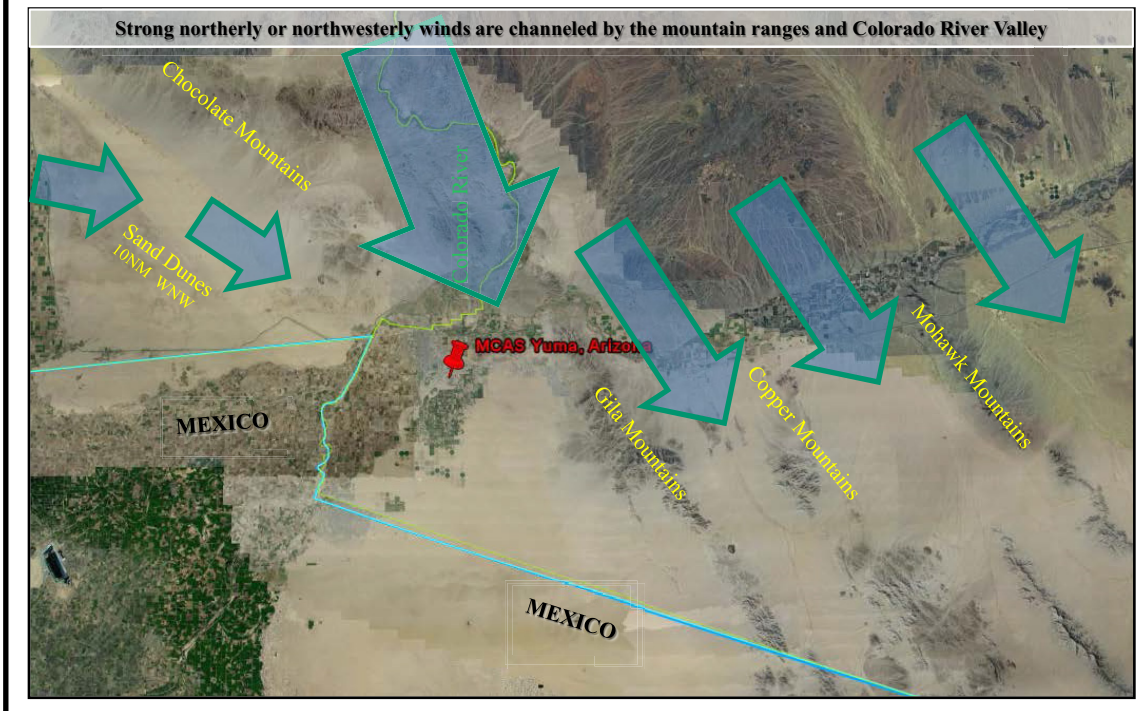 Strong northerly or northwesterly winds are channeled by the mountain ranges and Colorado River Valley
Chocolate Mountains
Colorado River
Sand Dunes
10NM WNW
MCAS Yuma, Arizona
Mohawk Mountains
Copper Mountains
Gila Mountains
MEXICO
MEXICO